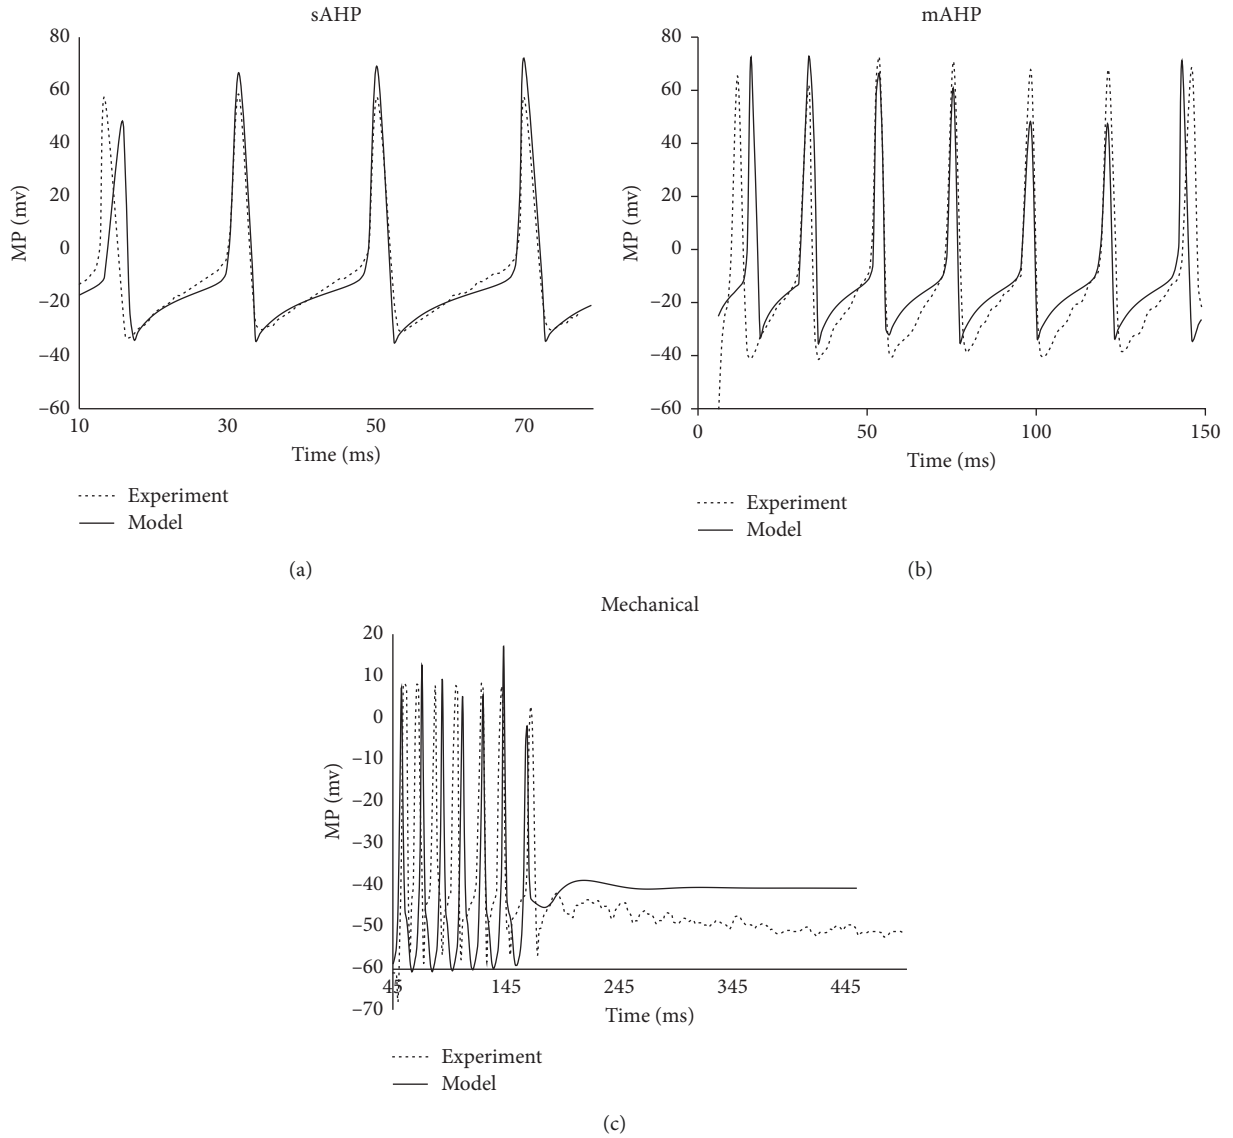 sAHP
80
60
40
20
0
–20
–40
–60
MP (mv)
10 30 50 70
Time (ms)
Experiment
Model
(a)
mAHP
80
60
40
20
0
–20
–40
–60
MP (mv)
0 50 100 150
Time (ms)
Experiment
Model
(b)
Mechanical
20
10
0
–10
–20
–30
–40
–50
–60
–70
MP (mv)
45 145 245 345 445
Time (ms)
Experiment
Model
(c)